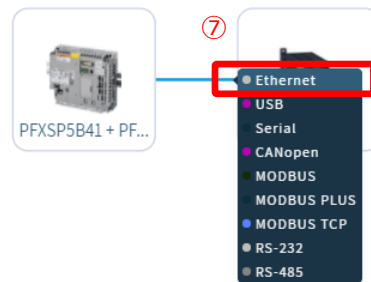 ⑦
Ethernet
USB
PFXSP5B41 + PF...
Serial
CANopen
MODBUS
MODBUS PLUS
MODBUS TCP
RS-232
RS-485